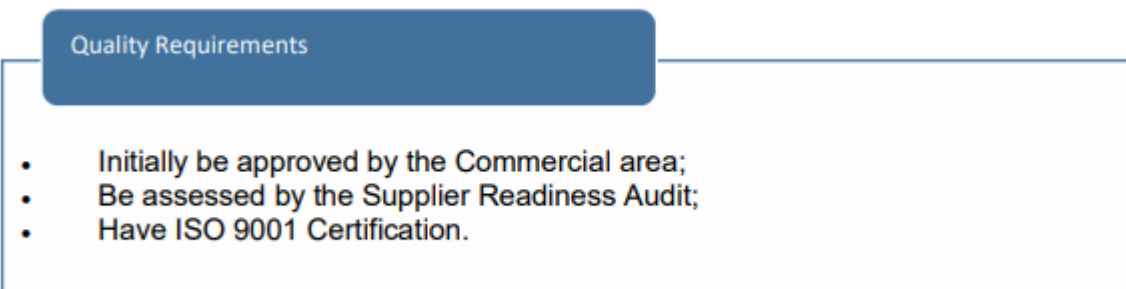 Quality Requirements
• Initially be approved by the Commercial area;
• Be assessed by the Supplier Readiness Audit;
• Have ISO 9001 Certification.